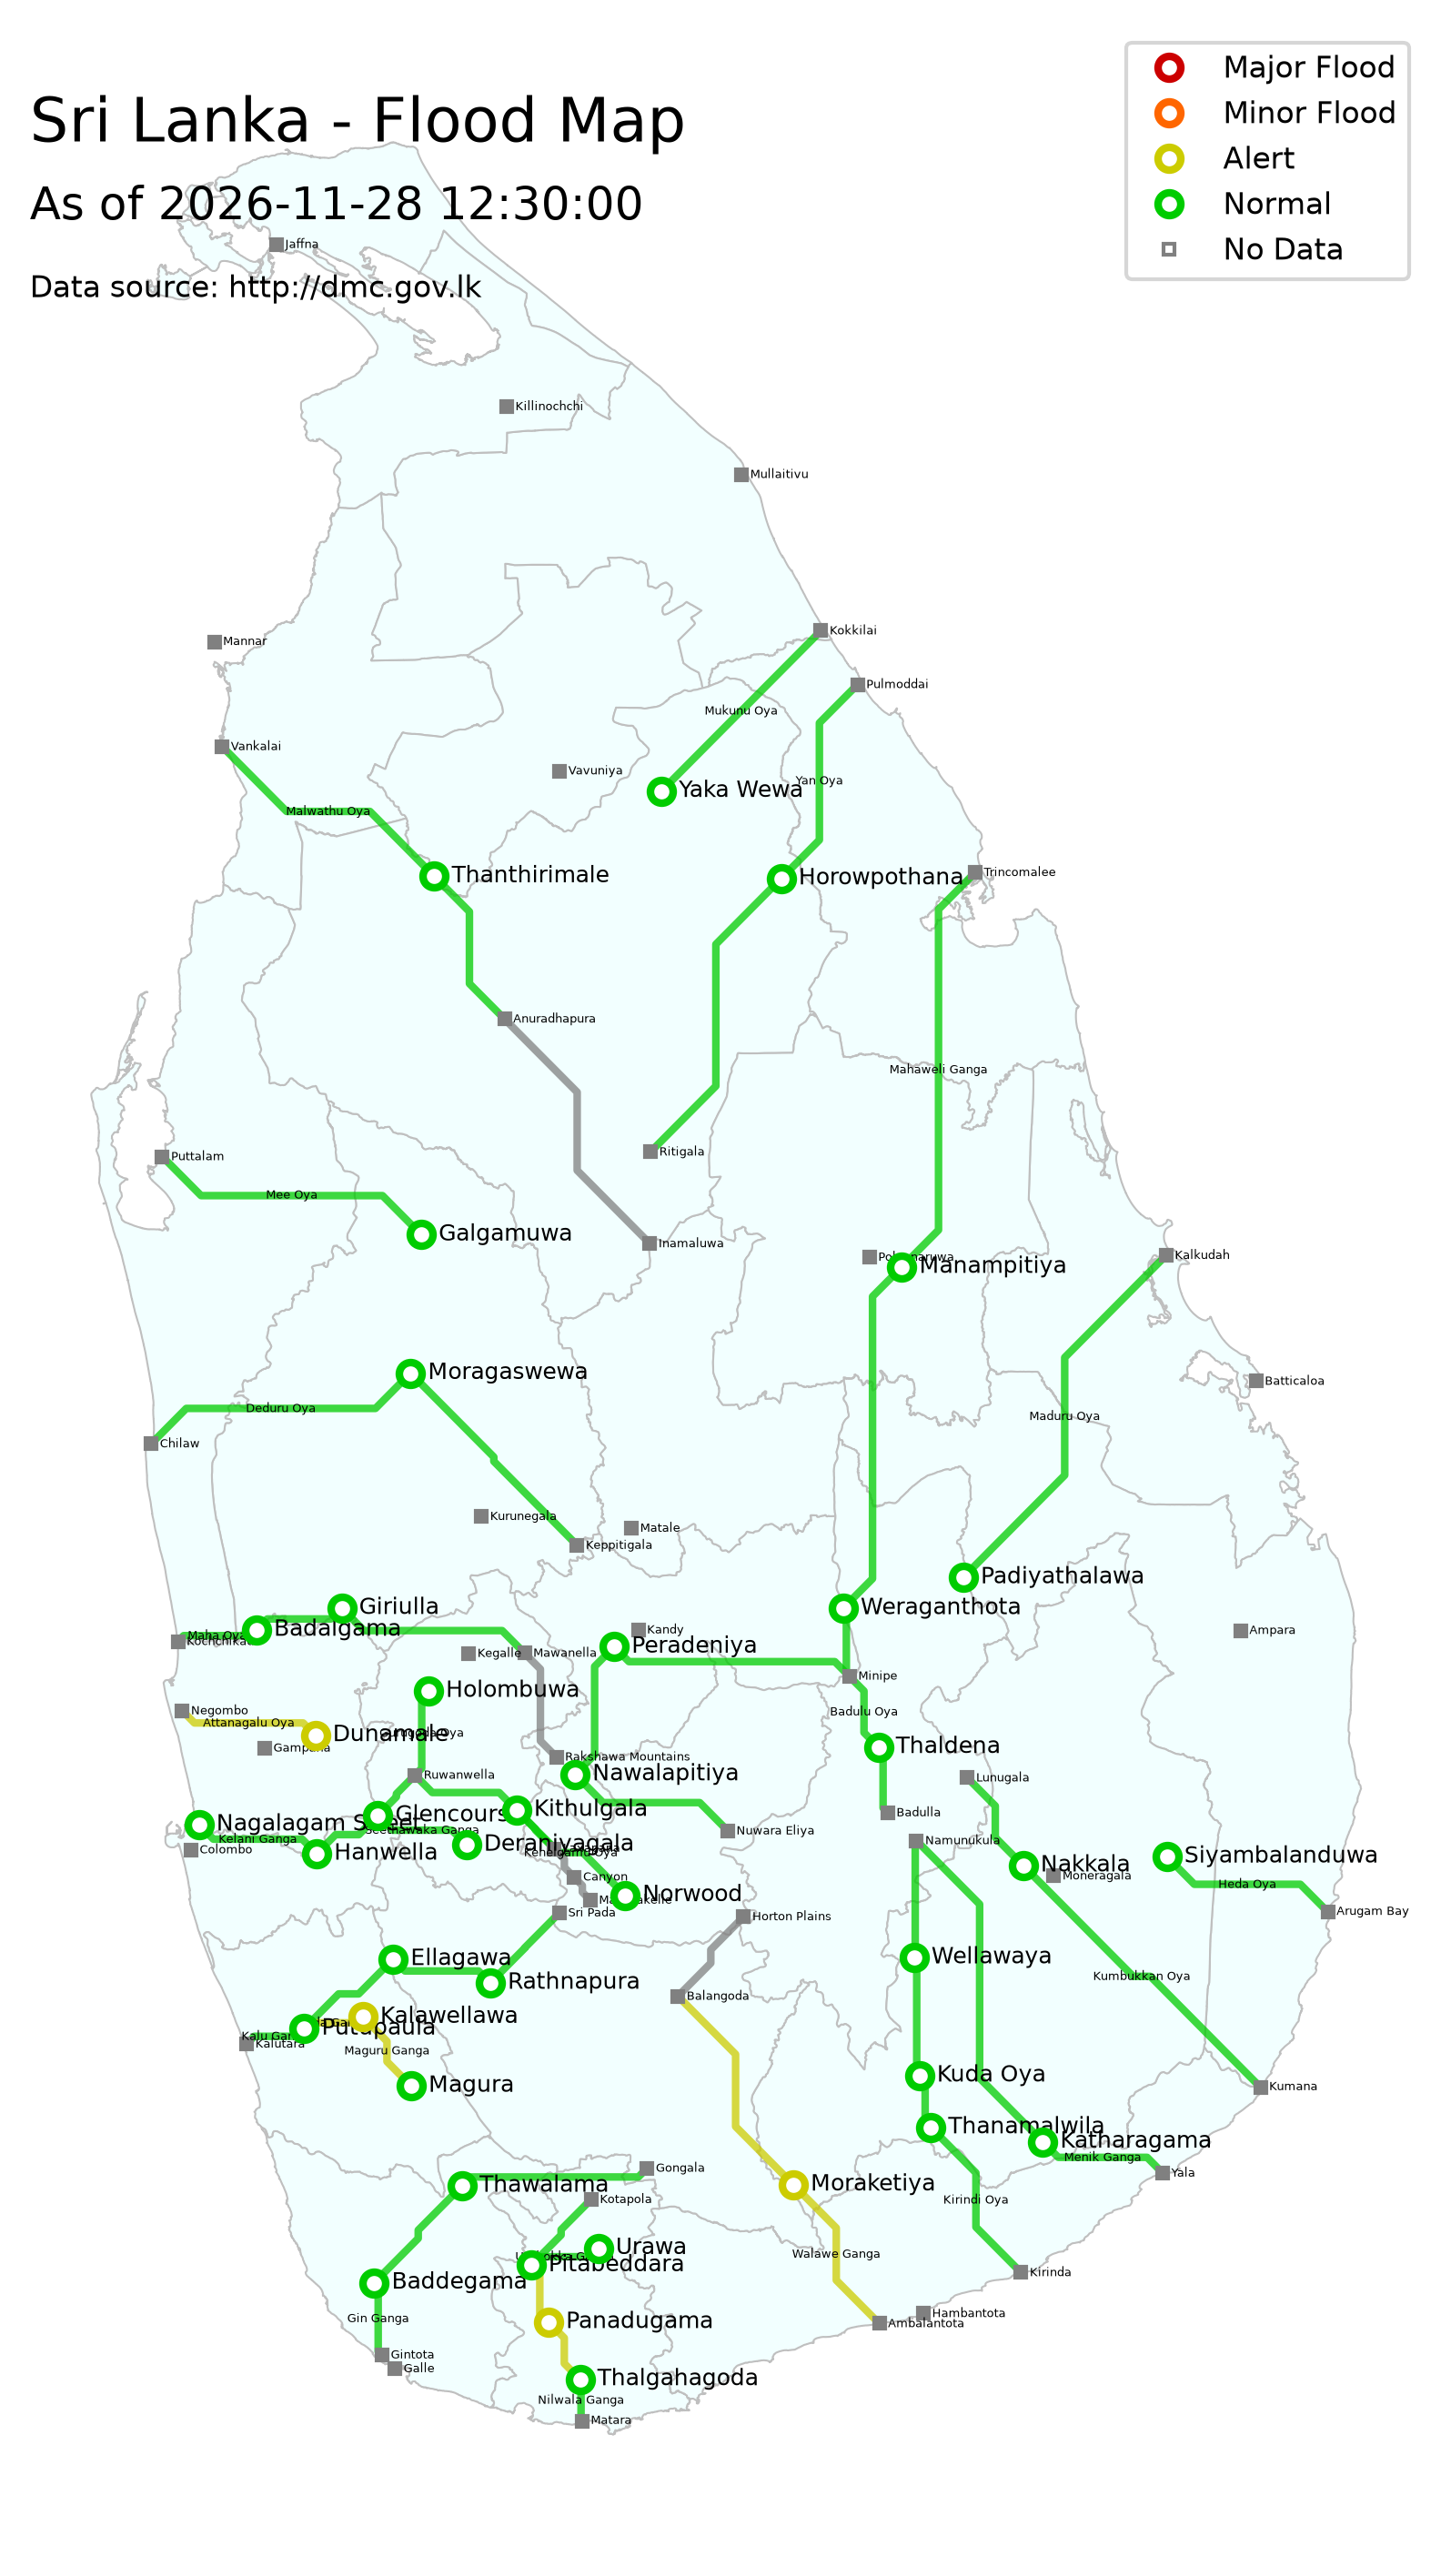 Major Flood
Minor Flood
Alert
Normal
No Data
Sri Lanka - Flood Map
As of 2026-11-28 12:30:00
Data source: http://dmc.gov.lk
Jaffna
Killinochchi
Mullaitivu
Kokkilai
Mannar
Pulmoddai
Mukunu Oya
Vankalai
Vavuniya
Yan Oya
Yaka Wewa
Malwathu Oya
Trincomalee
Thanthirimale
Horowpothana
Anuradhapura
Mahaweli Ganga
Ritigala
Puttalam
Mee Oya
Galgamuwa
Inamaluwa
Kalkudah
Manampitiya
Moragaswewa
Batticaloa
Deduru Oya
Maduru Oya
Chilaw
Kurunegala
Matale
Keppitigala
Padiyathalawa
Giriulla
Weraganthota
Badalgama
Kandy
Ampara
Maha Oya
Peradeniya
Kegalle
Mawanella
Minipe
Holombuwa
Negombo
Badulu Oya
Attanagalu Oya
Dunamale
Thaldena
Gampaha
Rakshawa Mountains
Nawalapitiya
Ruwanwella
Lunugala
Kithulgala
Badulla
Glencourse
Nagalagam Street
Nuwara Eliya
Seethawaka Ganga
Kelani Ganga
Namunukula
Deraniyagala
Colombo
Hanwella
Siyambalanduwa
Nakkala
Moneragala
Canyon
Heda Oya
Norwood
Arugam Bay
Sri Pada
Horton Plains
Ellagawa
Wellawaya
Kumbukkan Oya
Rathnapura
Balangoda
Kalawellawa
Putupaula
Kalu Ganga
Kalutara
Maguru Ganga
Kuda Oya
Magura
Kumana
Thanamalwila
Katharagama
Menik Ganga
Gongala
Yala
Thawalama
Moraketiya
Kotapola
Kirindi Oya
Urawa
Walawe Ganga
Pitabeddara
Kirinda
Baddegama
Hambantota
Gin Ganga
Panadugama
Ambalantota
Gintota
Galle
Thalgahagoda
Nilwala Ganga
Matara